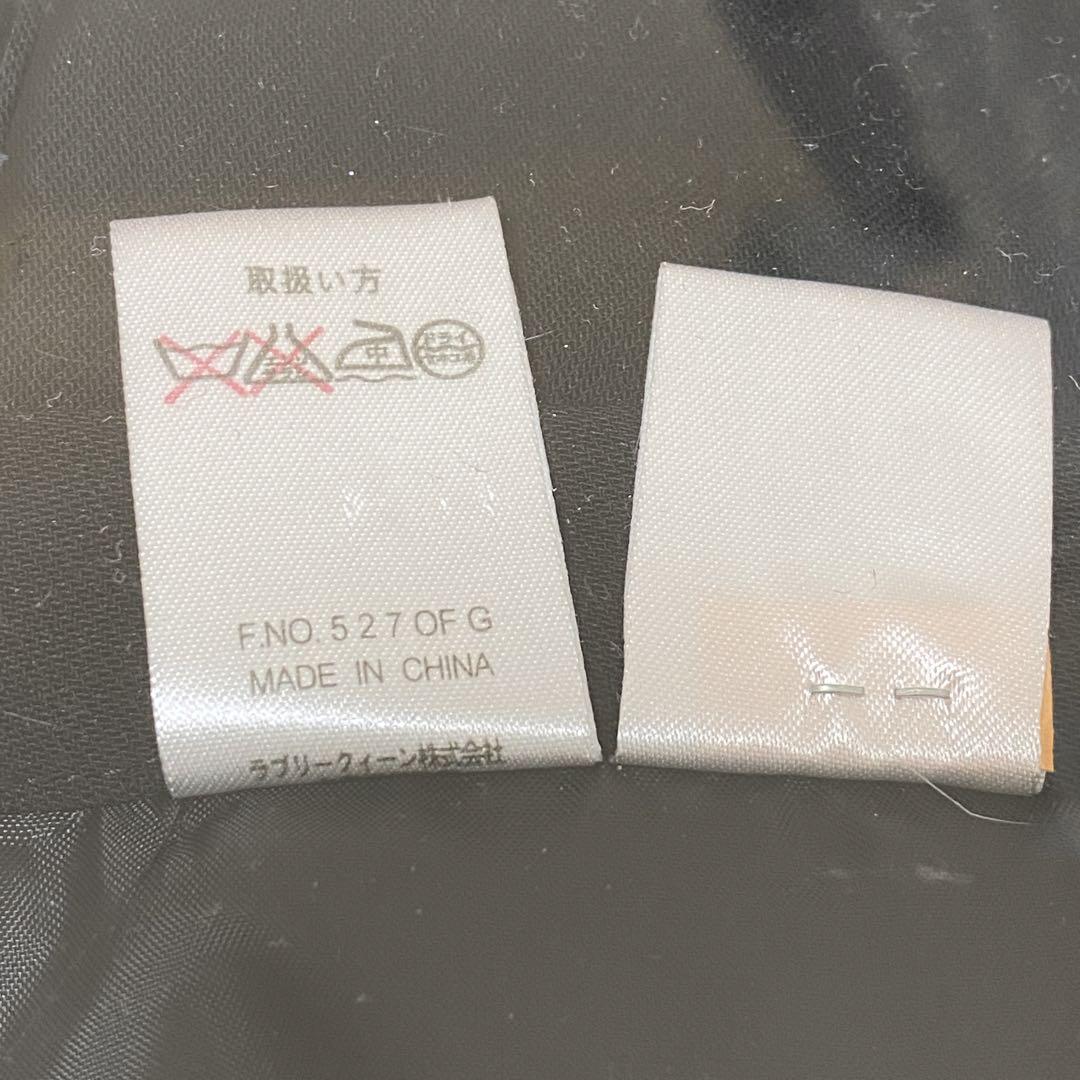 取扱い方
中
ドライ
F.NO. 5 2 7 OF G
MADE IN CHINA
ラブリークィーン株式会社